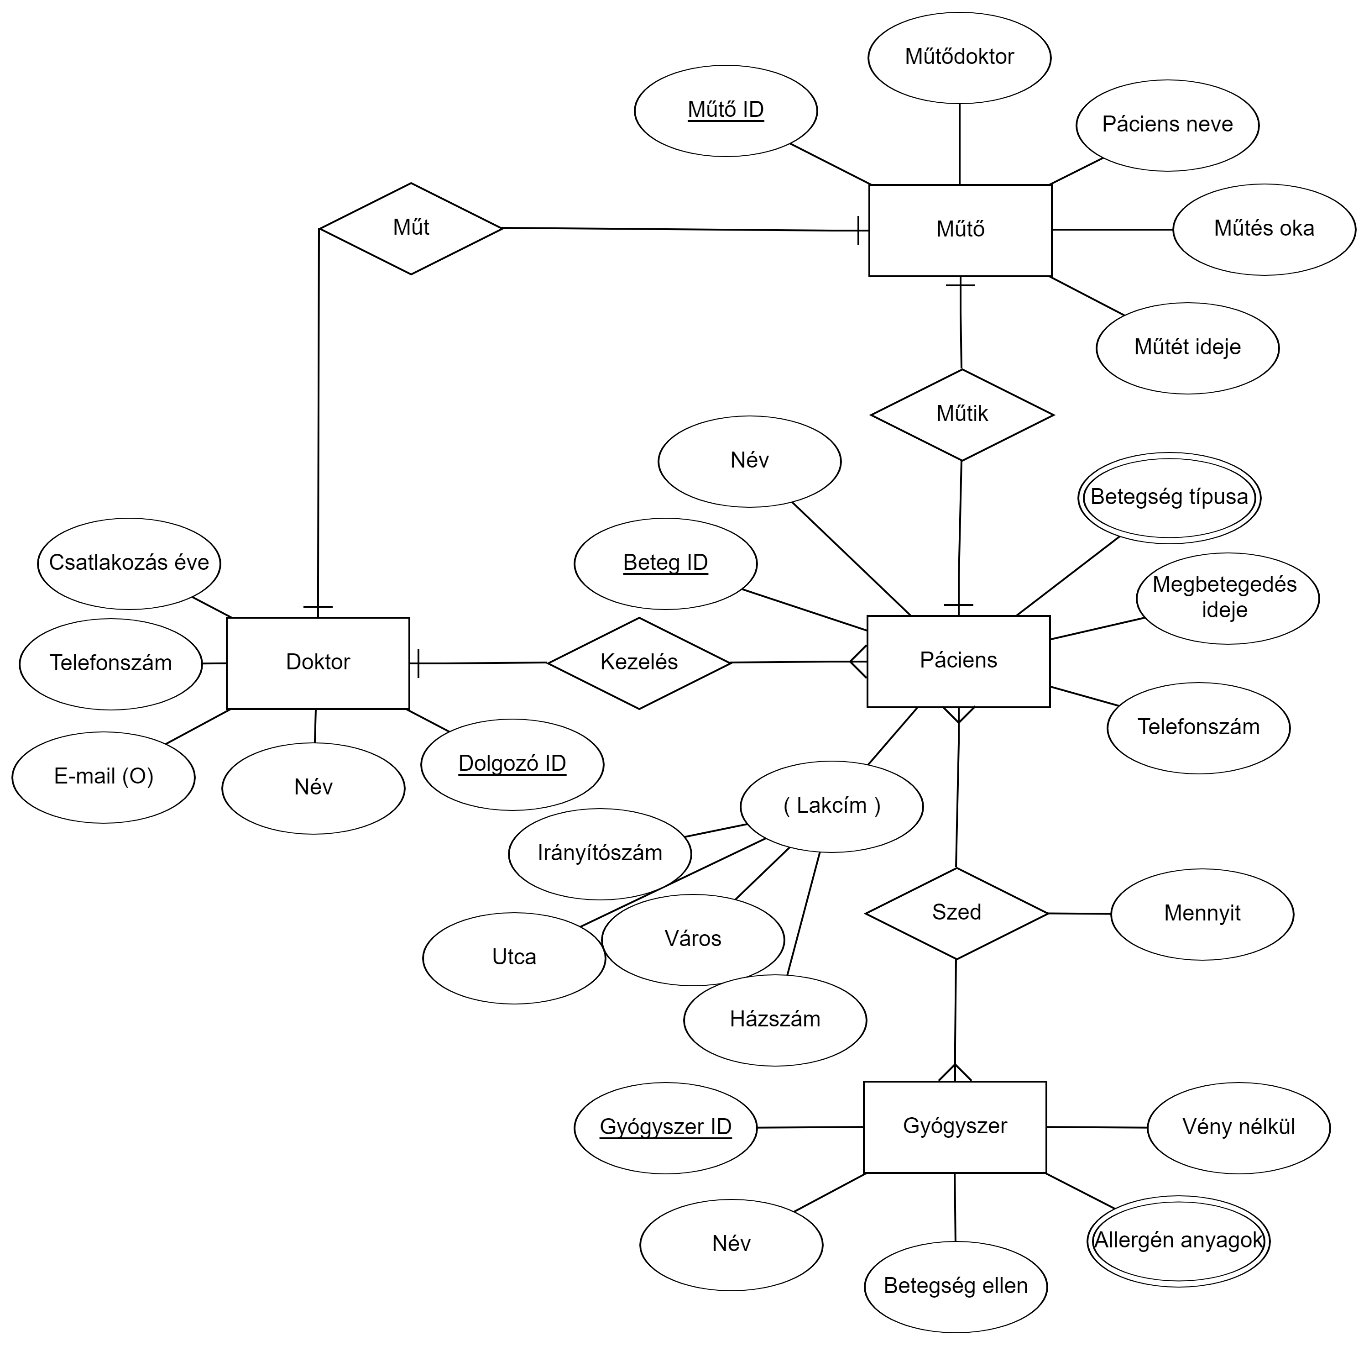 Műtődoktor
Műtő ID
Páciens neve
Műt
Műtő
Műtés oka
Műtét ideje
Műtik
Név
Betegség típusa
Csatlakozás éve
Beteg ID
Megbetegedés
ideje
Telefonszám
Doktor
Kezelés
Páciens
Telefonszám
E-mail (O)
Név
Dolgozó ID
( Lakcím )
Irányítószám
Utca
Város
Szed
Mennyit
Házszám
Gyógyszer ID
Gyógyszer
Vény nélkül
Név
Betegség ellen
Allergén anyagok